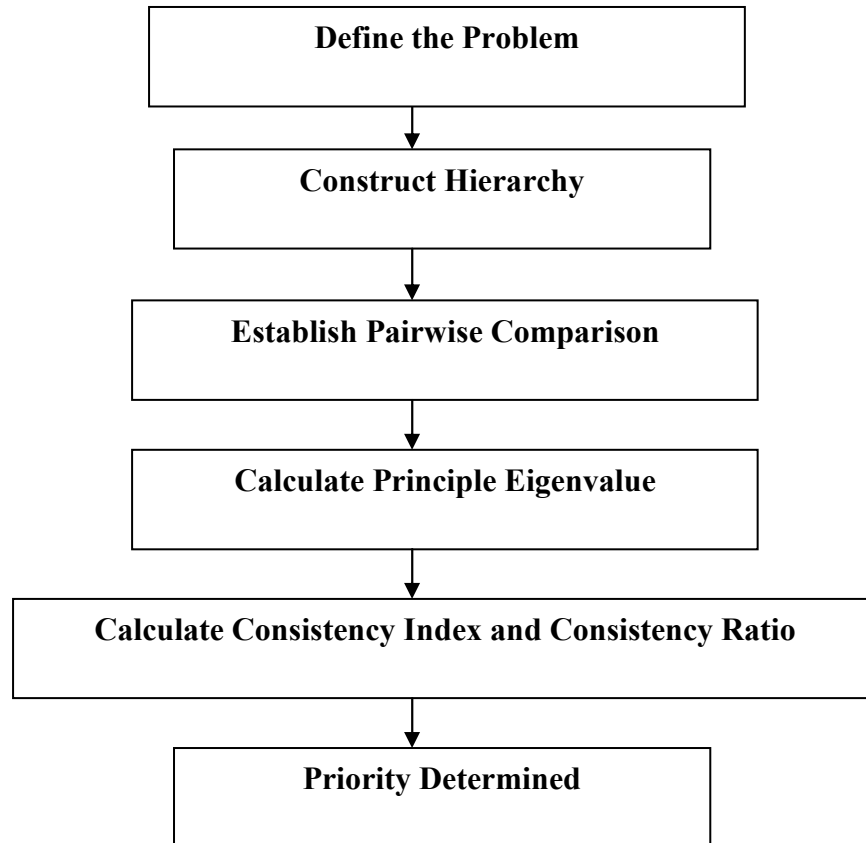 Define the Problem
Construct Hierarchy
Establish Pairwise Comparison
Calculate Principle Eigenvalue
Calculate Consistency Index and Consistency Ratio
Priority Determined